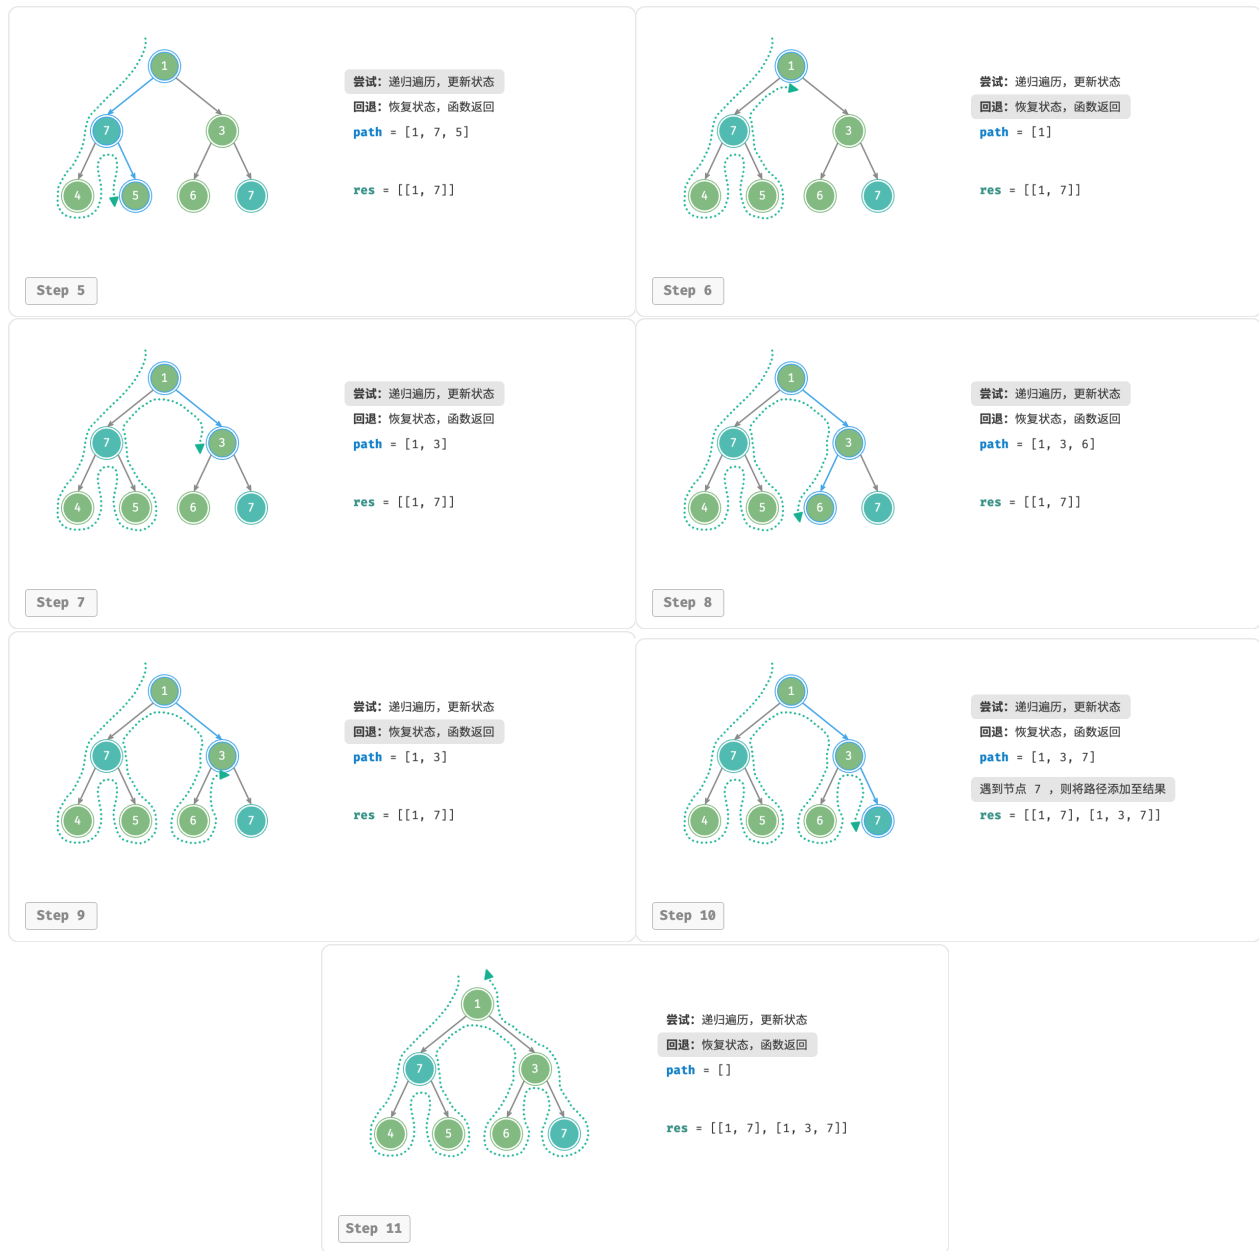 1
7
3
4
5
6
7
尝试：递归遍历，更新状态
回退：恢复状态，函数返回
path = [1, 7, 5]
res = [[1, 7]]
Step 5
1
7
3
4
5
6
7
尝试：递归遍历，更新状态
回退：恢复状态，函数返回
path = [1]
res = [[1, 7]]
Step 6
1
7
3
4
5
6
7
尝试：递归遍历，更新状态
回退：恢复状态，函数返回
path = [1, 3]
res = [[1, 7]]
Step 7
1
7
3
4
5
6
7
尝试：递归遍历，更新状态
回退：恢复状态，函数返回
path = [1, 3, 6]
res = [[1, 7]]
Step 8
1
7
3
4
5
6
7
尝试：递归遍历，更新状态
回退：恢复状态，函数返回
path = [1, 3]
res = [[1, 7]]
Step 9
1
7
3
4
5
6
7
尝试：递归遍历，更新状态
回退：恢复状态，函数返回
path = [1, 3, 7]
遇到节点 7 ，则将路径添加至结果
res = [[1, 7], [1, 3, 7]]
Step 10
1
7
3
4
5
6
7
尝试：递归遍历，更新状态
回退：恢复状态，函数返回
path = []
res = [[1, 7], [1, 3, 7]]
Step 11